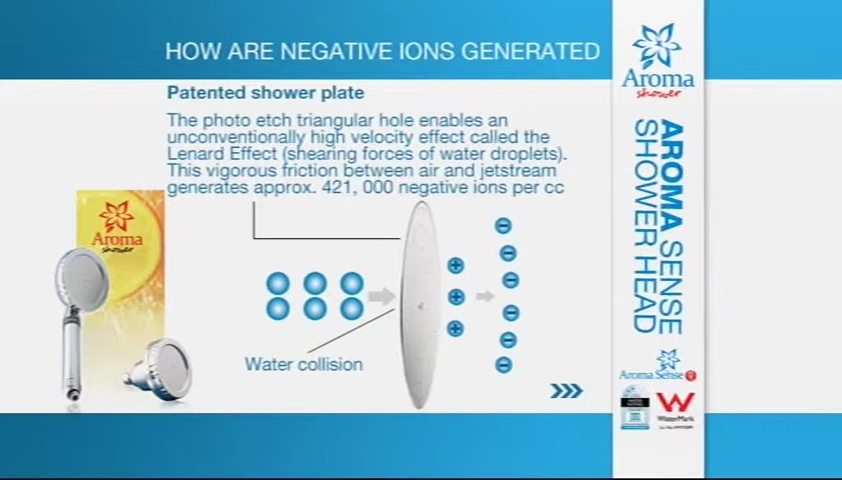 HOW ARE NEGATIVE IONS GENERATED
Patented shower plate
The photo etch triangular hole enables an
unconventionally high velocity effect called the
Lenard Effect (shearing forces of water droplets).
This vigorous friction between air and jetstream
generates approx. 421, 000 negative ions per cc
Aroma
shower
Water collision
Aroma
shower
AROMA SENSE
SHOWER HEAD
Aroma Sense
WaterMark